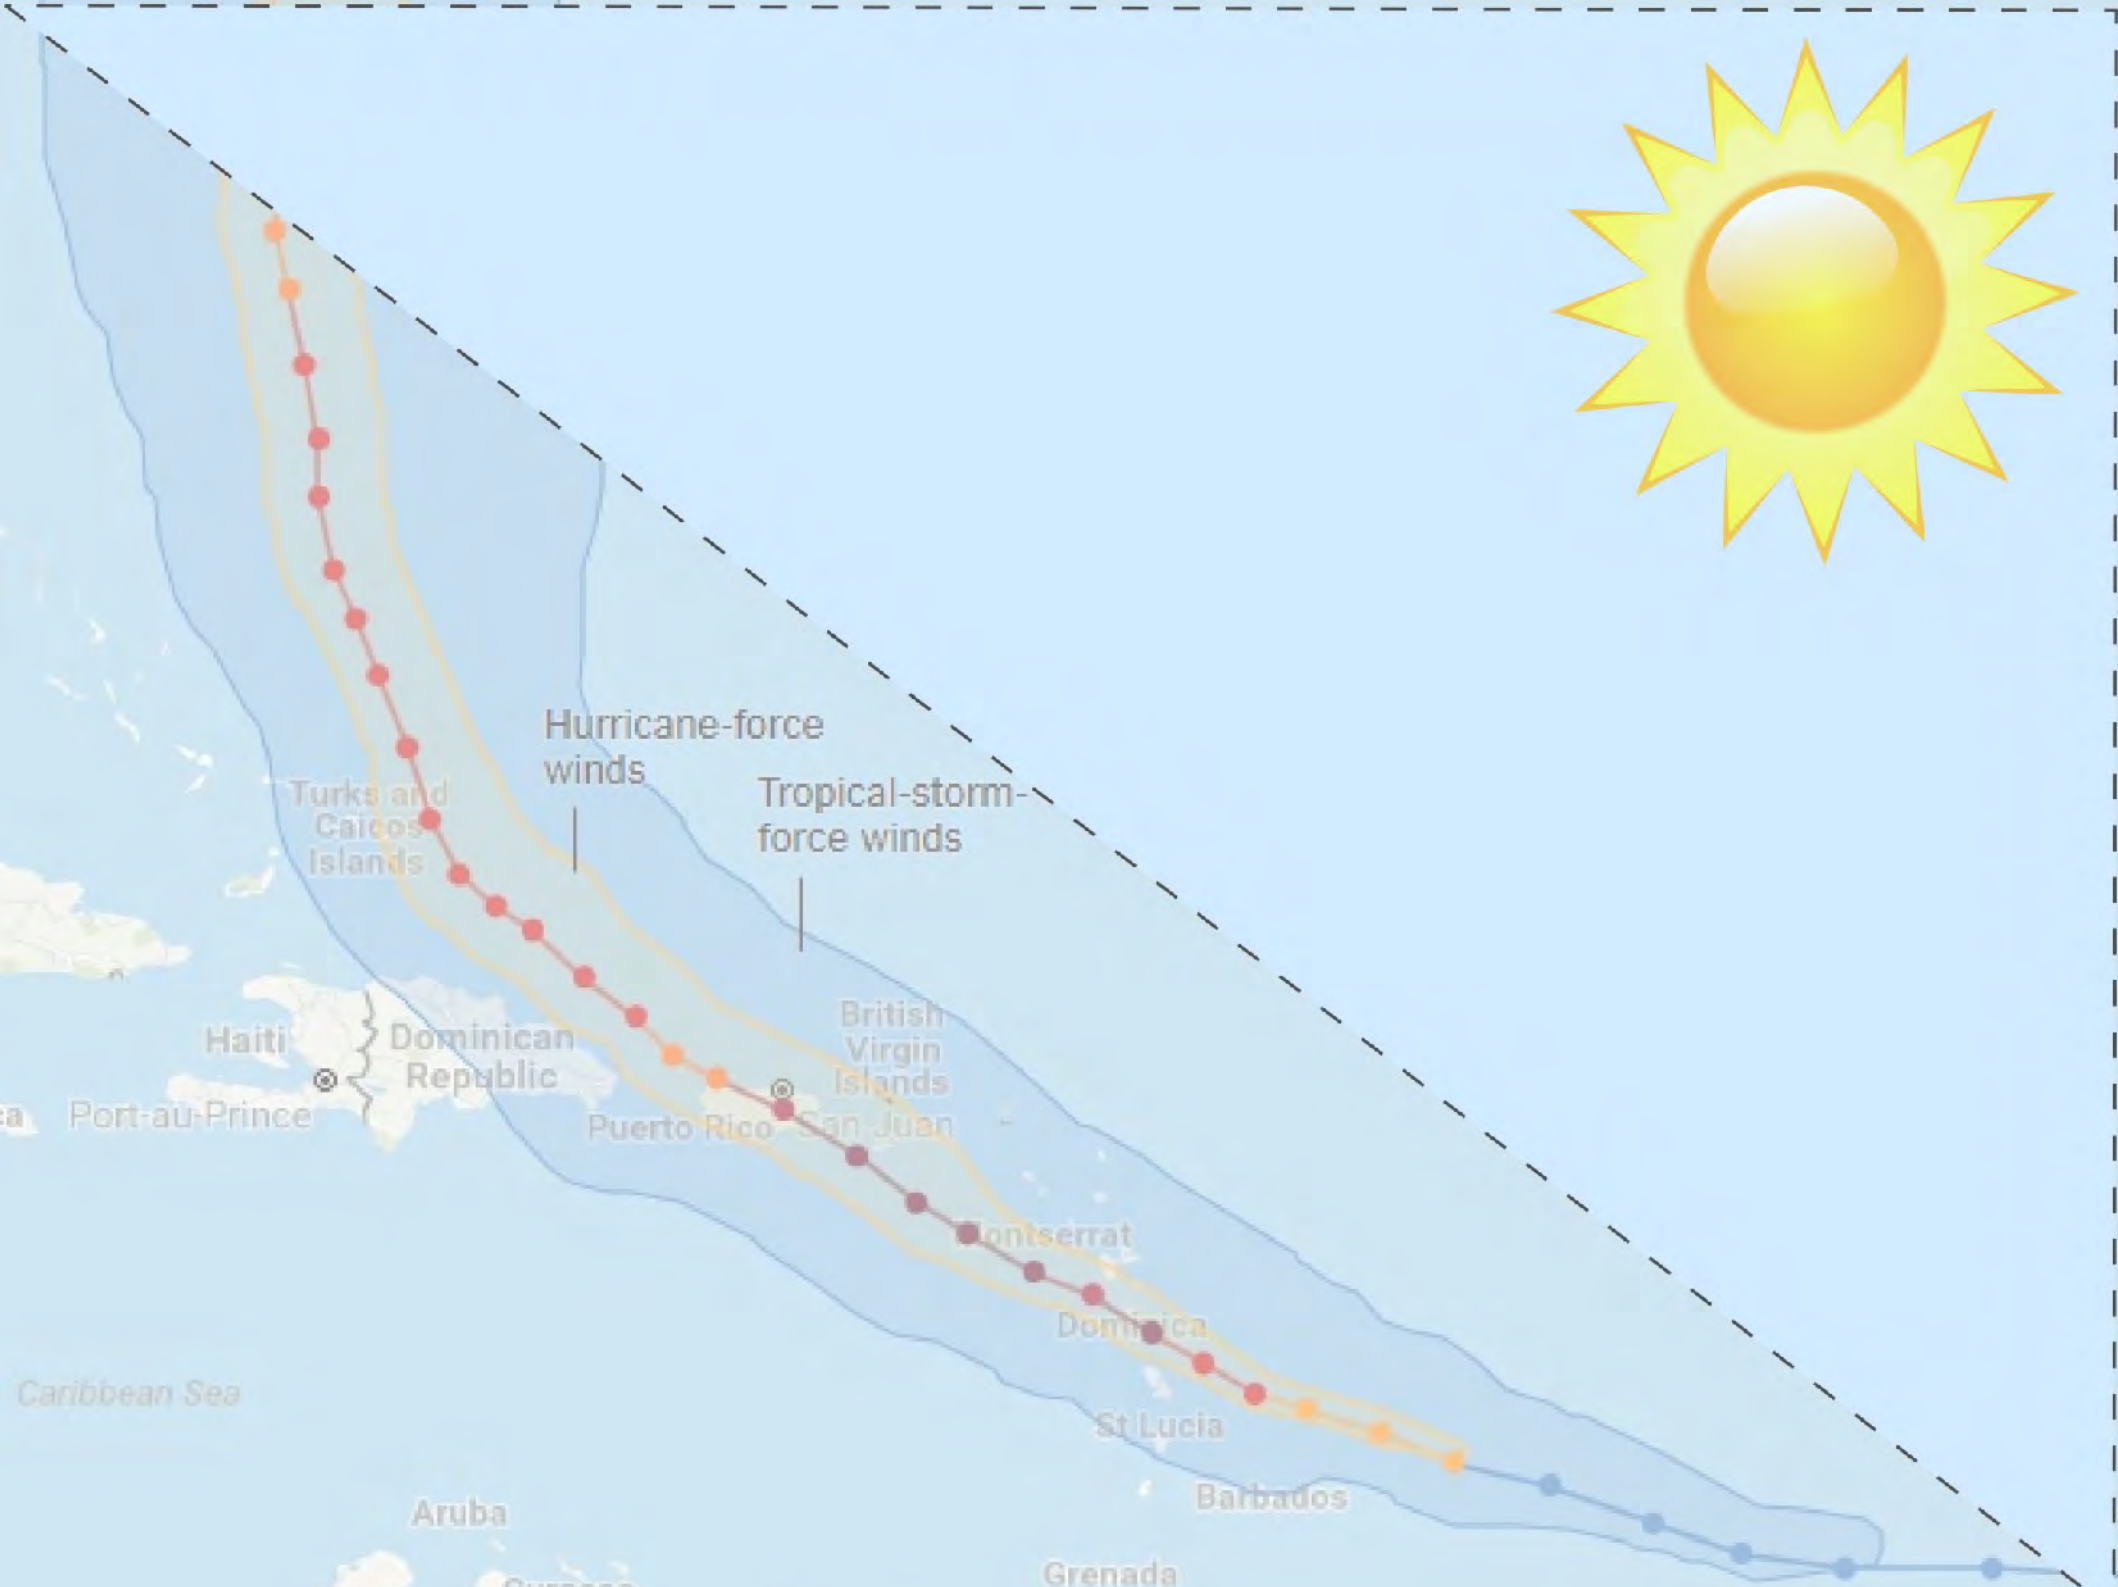 Hurricane-force
winds
Tropical-storm-
force winds
Turks and
Caicos
Islands
British
Virgin
Islands
Haiti
Dominican
Republic
Port-au-Prince
Puerto Rico
San Juan
Montserrat
Dominica
Caribbean Sea
St Lucia
Barbados
Aruba
Grenada